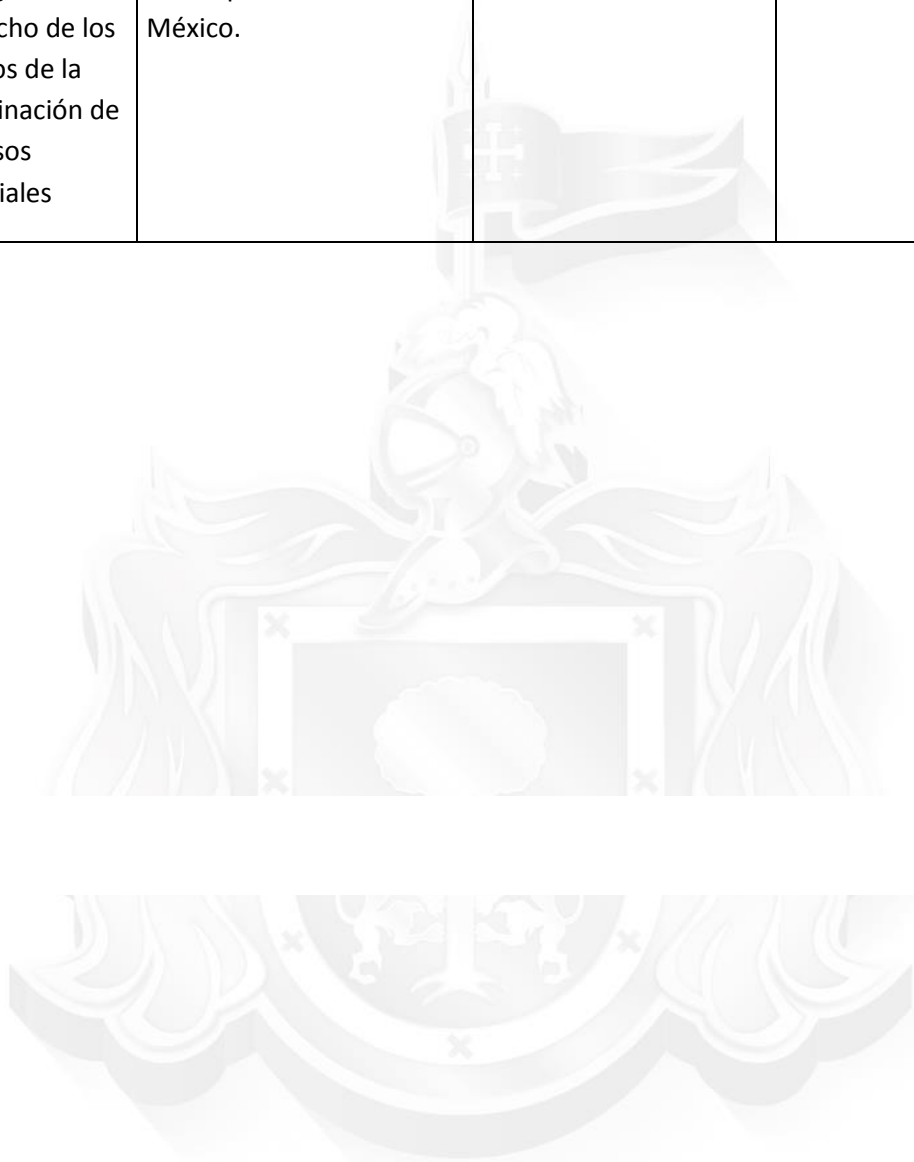 cho de los
os de la
inación de
sos
iales
México.